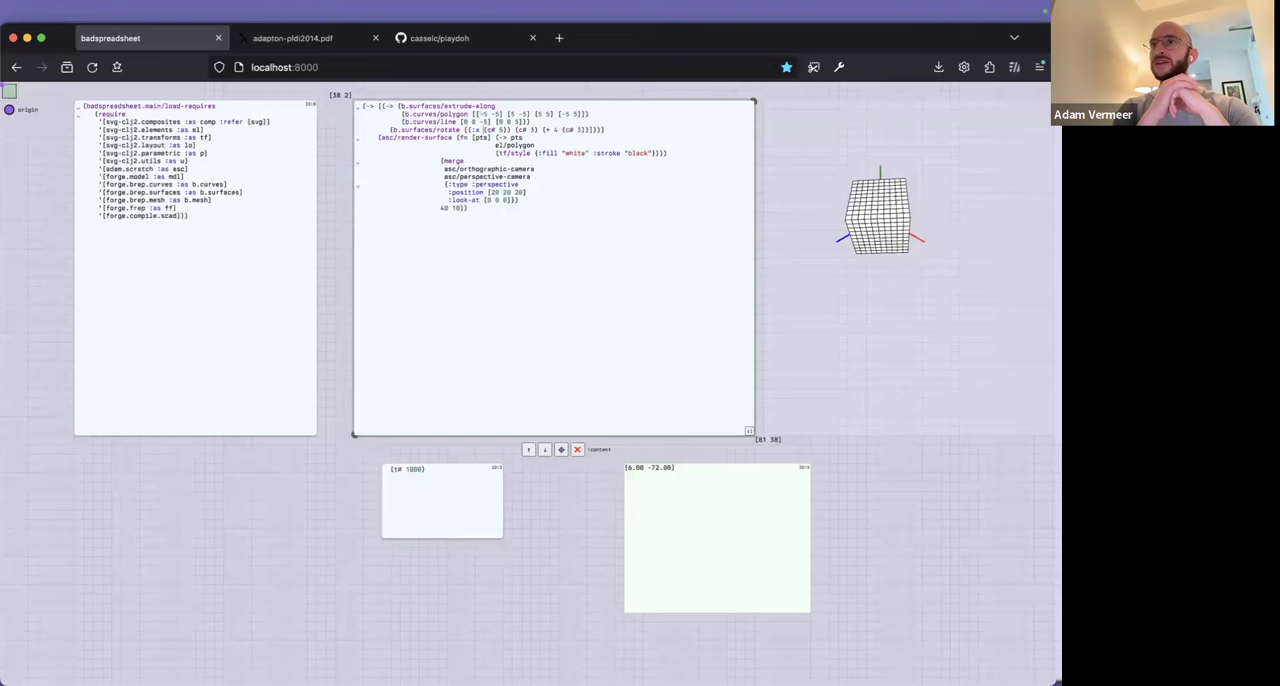 badspreadsheet
adapton-pldi2014.pdf
casselc/playdoh
localhost:8000
Adam Vermeer
origin
[38 2]
(badspreadsheet.main/load-requires
(require
'[svg-clj2.composites :as comp :refer [svg]]
'[svg-clj2.elements :as el]
'[svg-clj2.transforms :as tf]
'[svg-clj2.layout :as lo]
'[svg-clj2.parametric :as p]
'[svg-clj2.utils :as u]
'[adam.scratch :as asc]
'[forge.model :as mdl]
'[forge.brep.curves :as b.curves]
'[forge.brep.surfaces :as b.surfaces]
'[forge.brep.mesh :as b.mesh]
'[forge.frep :as ff]
'[forge.compile.scad]))
(-> [(-> (b.surfaces/extrude-along
(b.curves/polygon [[-5 -5] [5 -5] [5 5] [-5 5]])
(b.curves/line [0 0 -5] [0 0 5]))
(b.surfaces/rotate [(:x (c# 5)) (c# 3) (+ 4 (c# 3))]))]
(asc/render-surface (fn [pts] (-> pts
el/polygon
(tf/style {:fill "white" :stroke "black"})))
(merge
asc/orthographic-camera
asc/perspective-camera
{:type :perspective
:position [20 20 20]
:look-at [0 0 0]})
40 10))
[81 38]
:content
(t# 1000)
[6.00 -72.00]